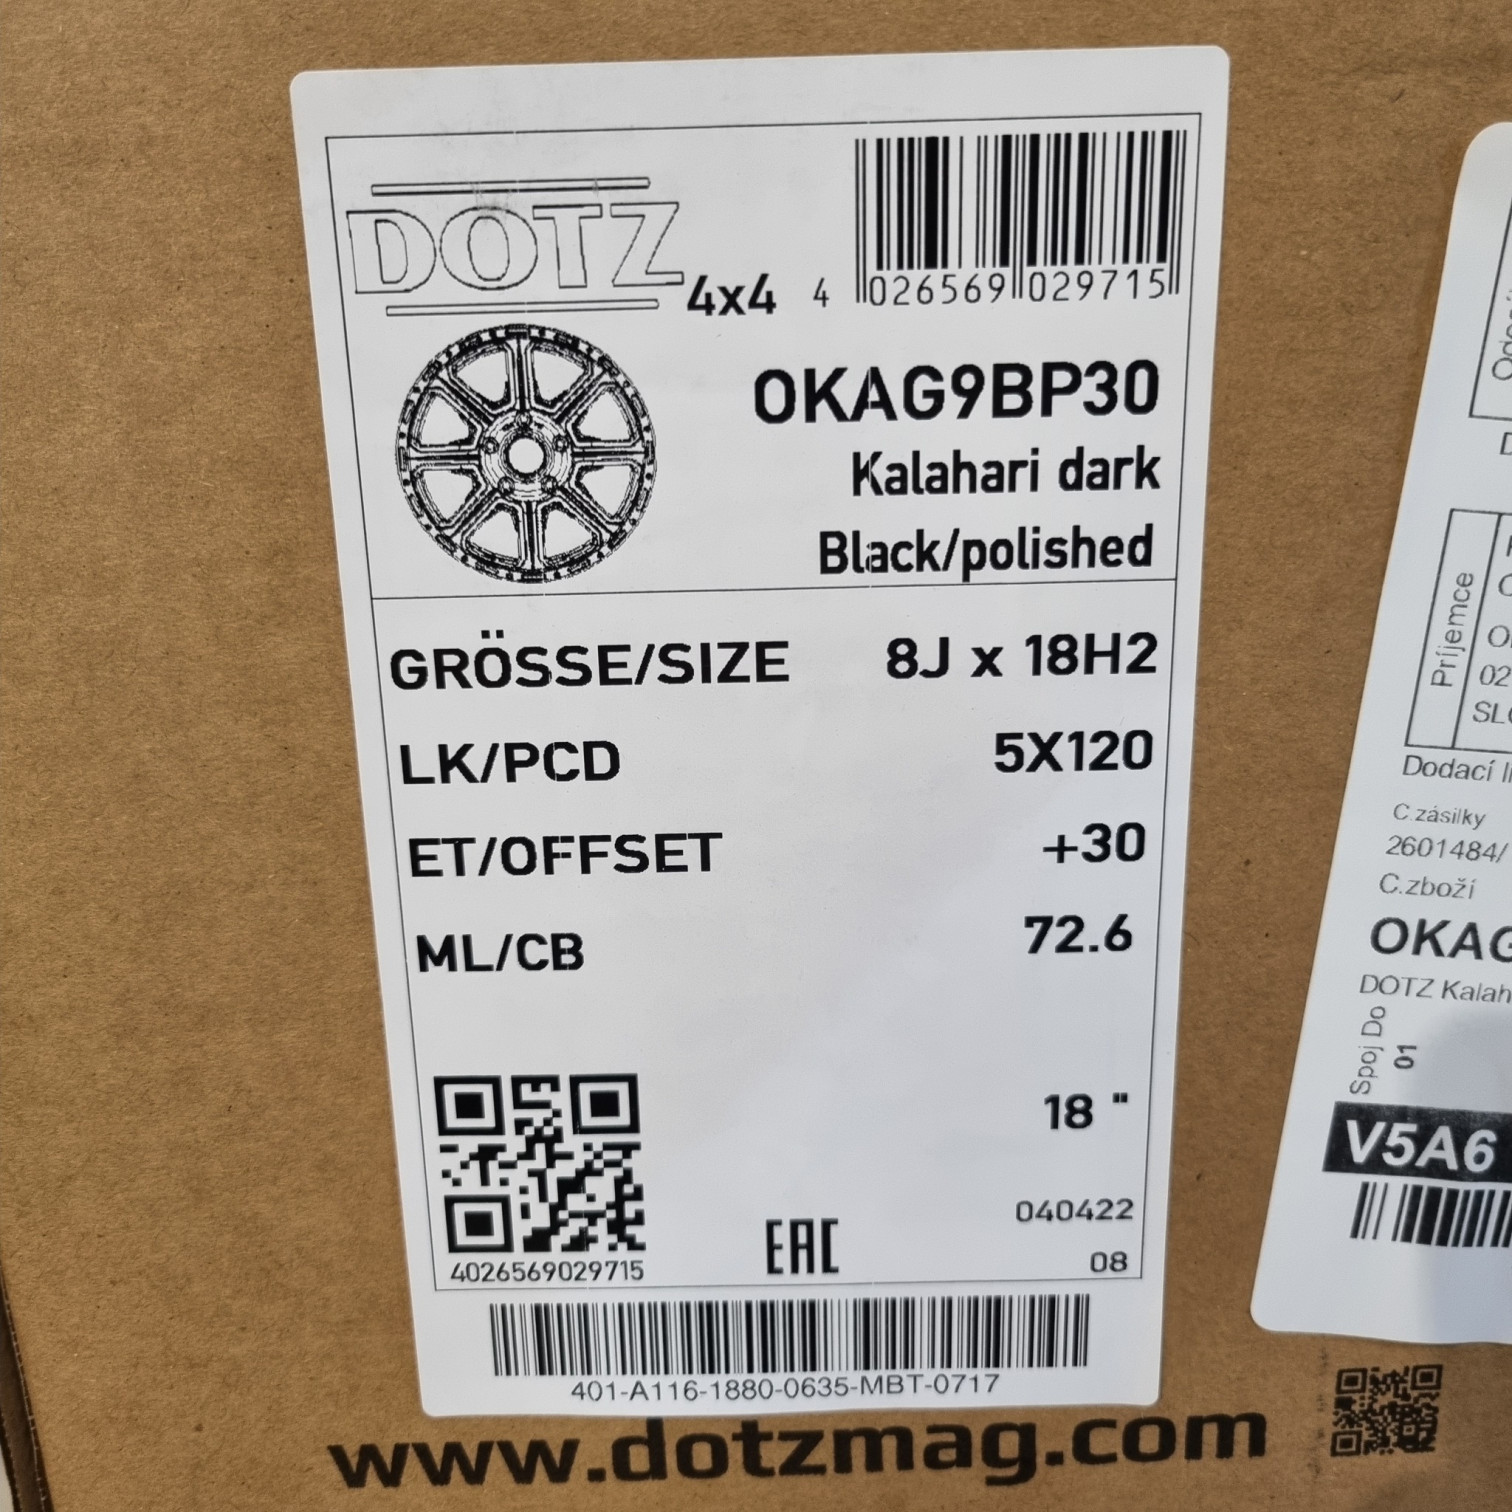 DOTZ 4x4
4 026569 029715
OKAG9BP30
Kalahari dark
Black/polished
GRÖSSE/SIZE 8J x 18H2
LK/PCD 5X120
ET/OFFSET +30
ML/CB 72.6
18 "
040422
08
4026569029715
EAC
401-A116-1880-0635-MBT-0717
www.dotzmag.com
Příjemce
02
Dodací
C.zásilky
2601484/
C.zboží
OKAG
DOTZ Kalah
Spoj Do
01
V5A6